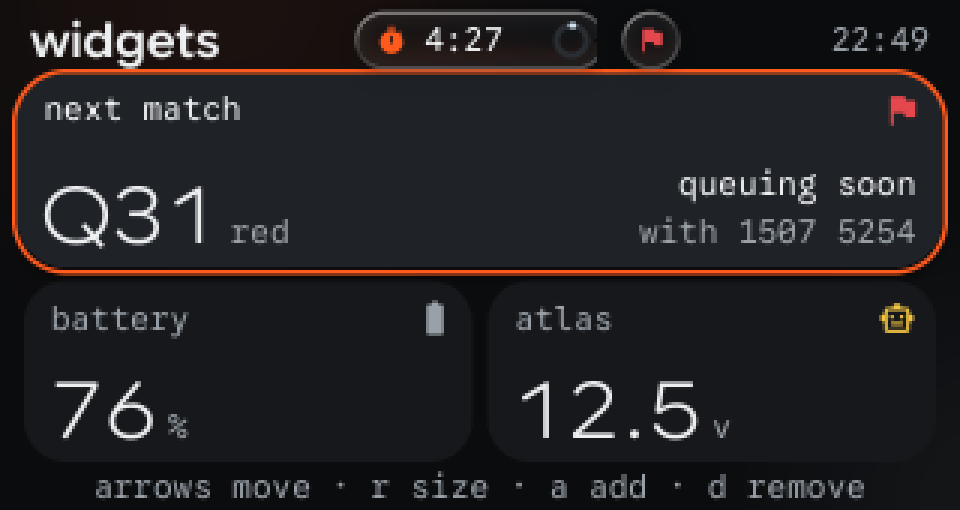 widgets 4:27 22:49
next match
queuing soon
Q31 red with 1507 5254
battery atlas
76 % 12.5 v
arrows move · r size · a add · d remove